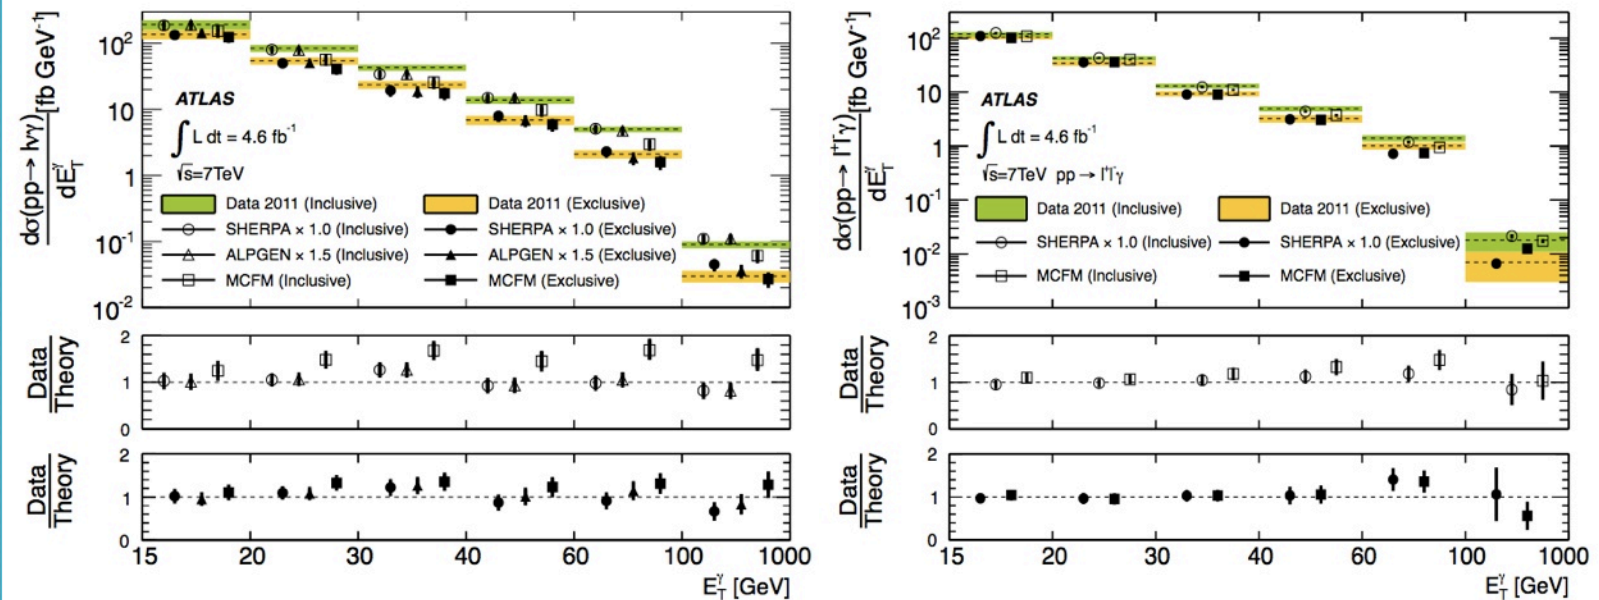 dσ(pp→ lνγ)/dE_T^γ [fb GeV⁻¹]
10²
10
1
10⁻¹
10⁻²
ATLAS
∫ L dt = 4.6 fb⁻¹
√s=7TeV
Data 2011 (Inclusive)
Data 2011 (Exclusive)
SHERPA × 1.0 (Inclusive)
SHERPA × 1.0 (Exclusive)
ALPGEN × 1.5 (Inclusive)
ALPGEN × 1.5 (Exclusive)
MCFM (Inclusive)
MCFM (Exclusive)
Data
Theory
2
1
0
Data
Theory
2
1
0
15 20 30 40 60 100 1000
E_T^γ [GeV]
dσ(pp→ l⁺l⁻γ)/dE_T^γ [fb GeV⁻¹]
10²
10
1
10⁻¹
10⁻²
10⁻³
ATLAS
∫ L dt = 4.6 fb⁻¹
√s=7TeV pp → l⁺l⁻γ
Data 2011 (Inclusive)
Data 2011 (Exclusive)
SHERPA × 1.0 (Inclusive)
SHERPA × 1.0 (Exclusive)
MCFM (Inclusive)
MCFM (Exclusive)
Data
Theory
2
1
0
Data
Theory
2
1
0
15 20 30 40 60 100 1000
E_T^γ [GeV]